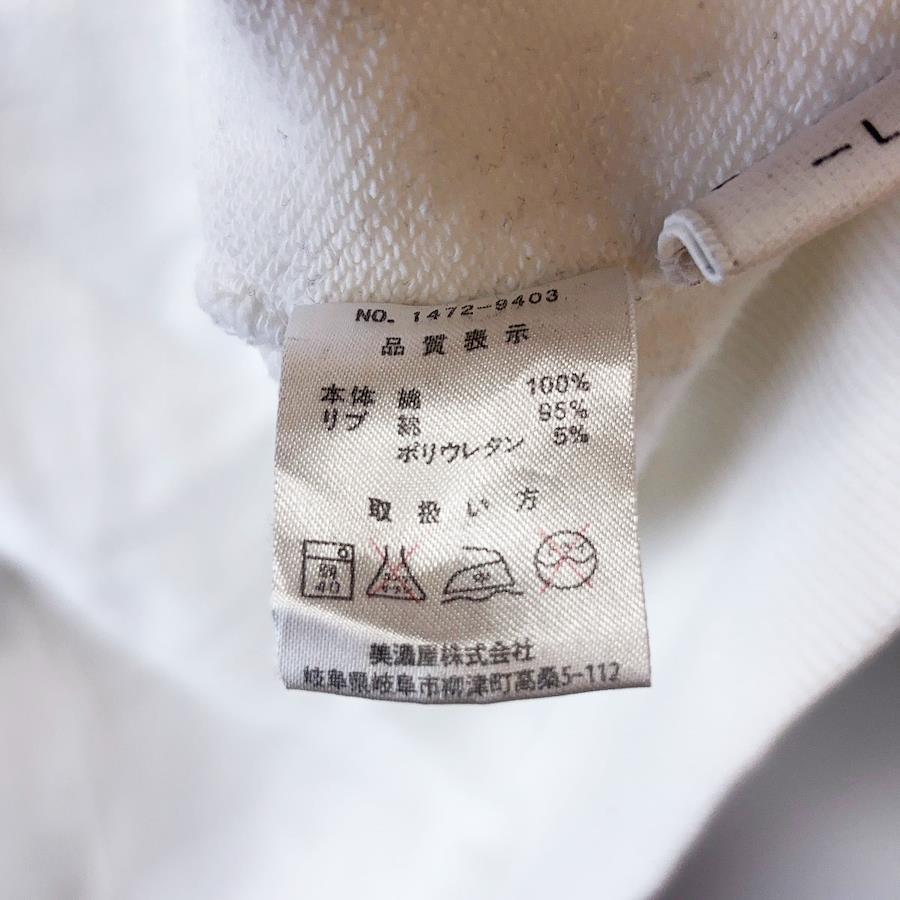 NO. 1472-9403
品質表示
本体 綿 100%
リブ 綿 95%
ポリウレタン 5%
取扱い方
40
美濃屋株式会社
岐阜県岐阜市柳津町高桑5-112
-L